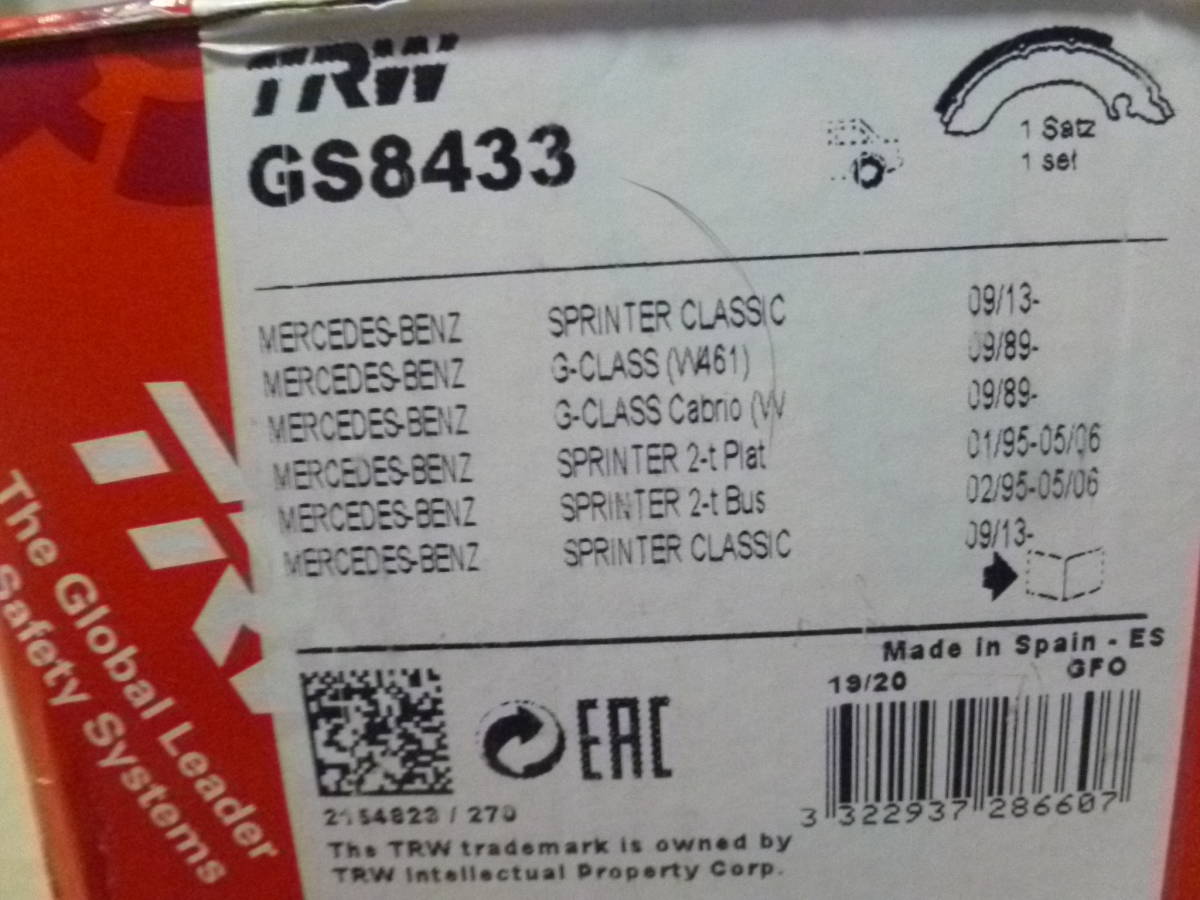 TRW
GS8433
1 Satz
1 set
MERCEDES-BENZ SPRINTER CLASSIC 09/13-
MERCEDES-BENZ G-CLASS (W461) 09/89-
MERCEDES-BENZ G-CLASS Cabrio (W 09/89-
MERCEDES-BENZ SPRINTER 2-t Plat 01/95-05/06
MERCEDES-BENZ SPRINTER 2-t Bus 02/95-05/06
MERCEDES-BENZ SPRINTER CLASSIC 09/13-
Made in Spain - ES
19/20 GFO
EAC
3 322937 286607
The TRW trademark is owned by
TRW Intellectual Property Corp.
The Global Leader
Safety Systems